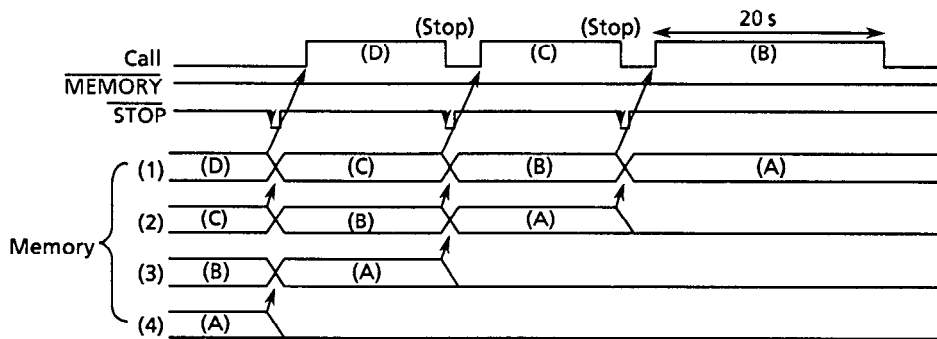 (Stop) (Stop) 20 s
Call (D) (C) (B)
MEMORY
STOP
(1) (D) (C) (B) (A)
(2) (C) (B) (A)
Memory
(3) (B) (A)
(4) (A)